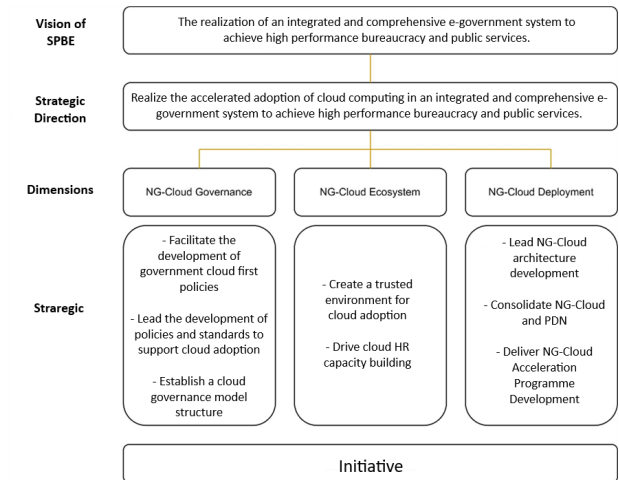 Vision of
SPBE
The realization of an integrated and comprehensive e-government system to
achieve high performance bureaucracy and public services.
Strategic
Direction
Realize the accelerated adoption of cloud computing in an integrated and comprehensive e-
government system to achieve high performance bureaucracy and public services.
Dimensions
NG-Cloud Governance
NG-Cloud Ecosystem
NG-Cloud Deployment
Straregic
- Facilitate the
development of
government cloud first
policies
- Lead the development of
policies and standards to
support cloud adoption
- Establish a cloud
governance model
structure
- Create a trusted
environment for
cloud adoption
- Drive cloud HR
capacity building
- Lead NG-Cloud
architecture
development
- Consolidate NG-Cloud
and PDN
- Deliver NG-Cloud
Acceleration
Programme
Development
Initiative